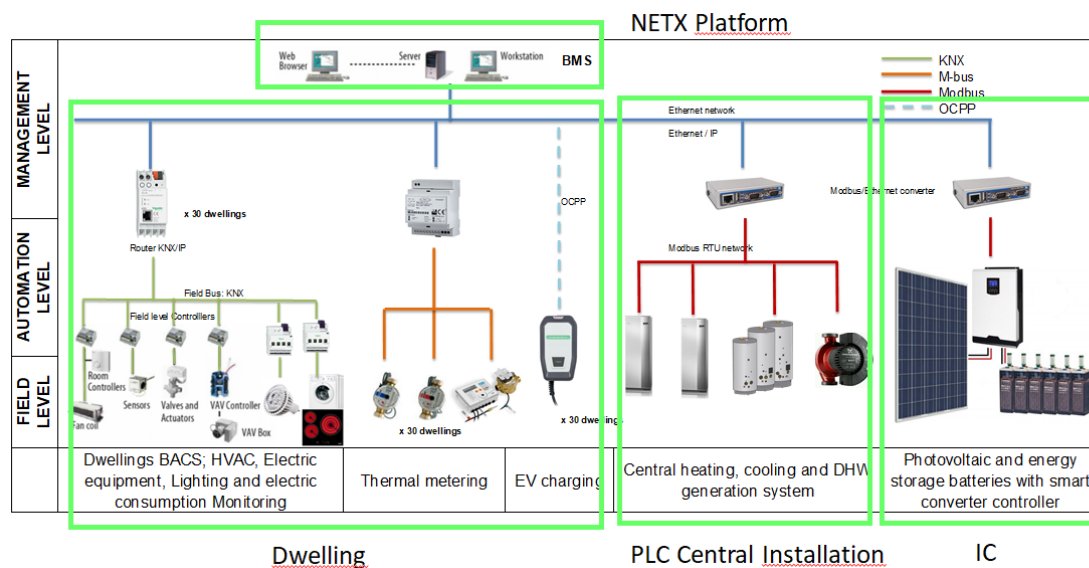 NETX Platform
Web
Browser
Server
Workstation
BMS
KNX
M-bus
Modbus
OCPP
MANAGEMENT
LEVEL
Ethernet network
Ethernet / IP
x 30 dwellings
OCPP
Modbus/Ethernet converter
Router KNX/IP
Modbus RTU network
AUTOMATION
LEVEL
Field Bus: KNX
Field level Controllers
FIELD
LEVEL
Room
Controllers
Sensors
Valves and
Actuators
VAV Controller
Fan coil
VAV Box
x 30 dwellings
x 30 dwellings
Dwellings BACS; HVAC, Electric
equipment, Lighting and electric
consumption Monitoring
Thermal metering
EV charging
Central heating, cooling and DHW
generation system
Photovoltaic and energy
storage batteries with smart
converter controller
Dwelling
PLC Central Installation
IC